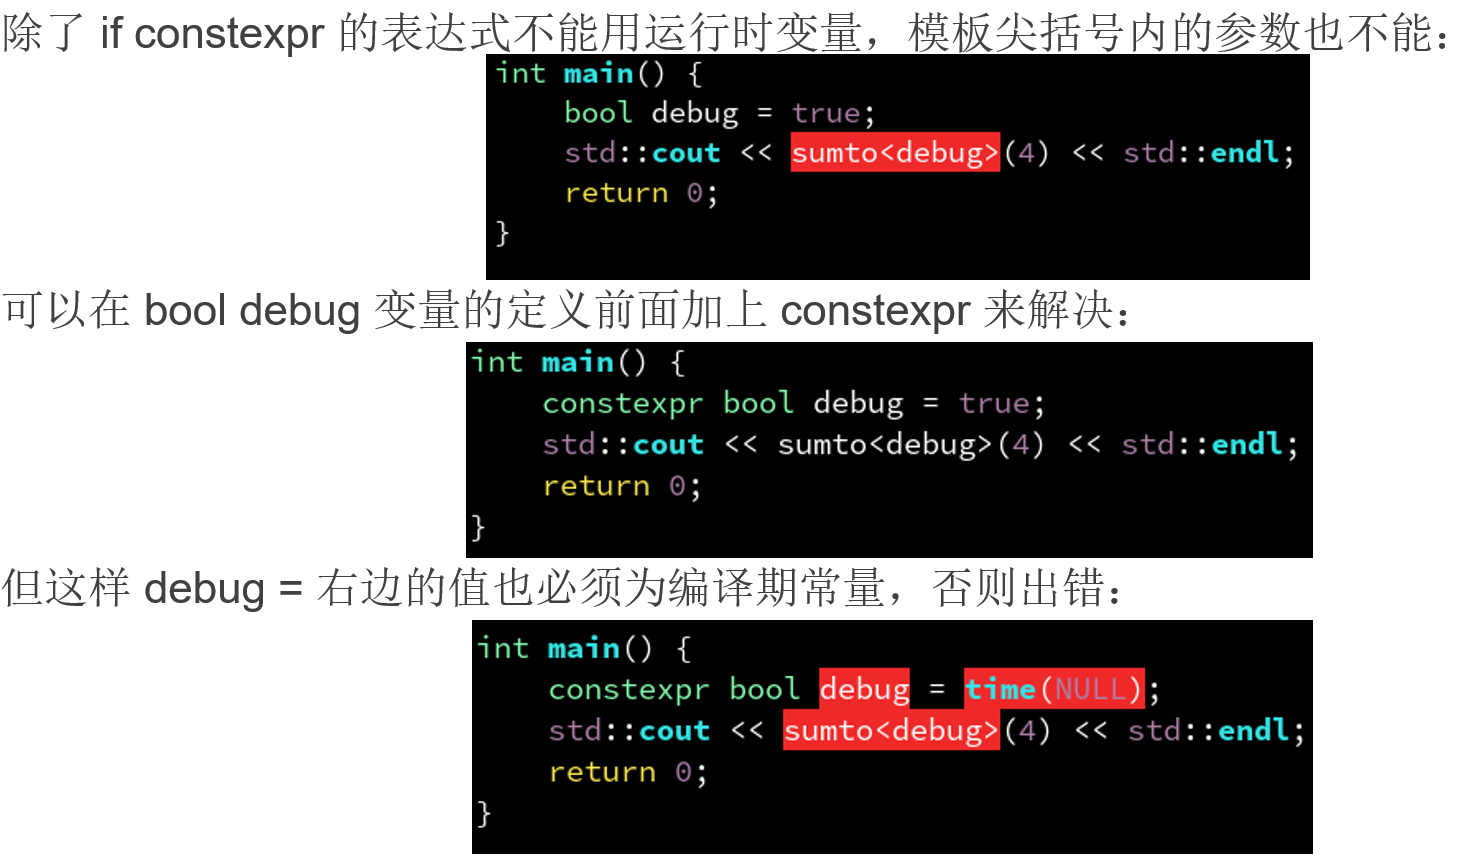 除了 if constexpr 的表达式不能用运行时变量，模板尖括号内的参数也不能：
int main() {
    bool debug = true;
    std::cout << sumto<debug>(4) << std::endl;
    return 0;
}
可以在 bool debug 变量的定义前面加上 constexpr 来解决：
int main() {
    constexpr bool debug = true;
    std::cout << sumto<debug>(4) << std::endl;
    return 0;
}
但这样 debug = 右边的值也必须为编译期常量，否则出错：
int main() {
    constexpr bool debug = time(NULL);
    std::cout << sumto<debug>(4) << std::endl;
    return 0;
}